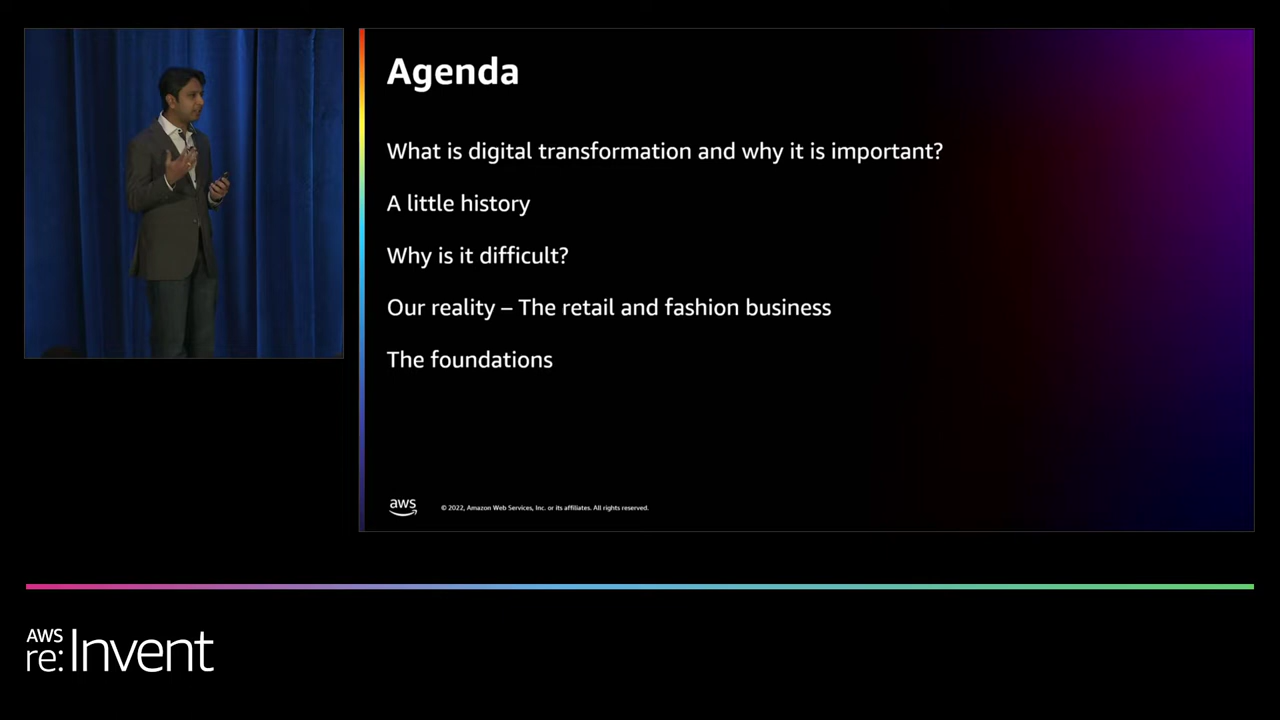 Agenda
What is digital transformation and why it is important?
A little history
Why is it difficult?
Our reality – The retail and fashion business
The foundations
aws
© 2022, Amazon Web Services, Inc. or its affiliates. All rights reserved.
AWS
re:Invent